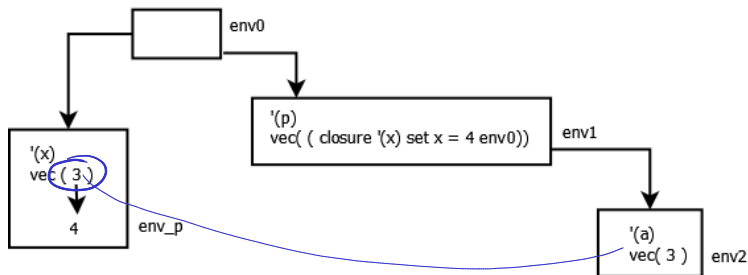 env0
'(p)
vec( ( closure '(x) set x = 4 env0))
env1
'(x)
vec ( 3 )
4
env_p
'(a)
vec( 3 )
env2